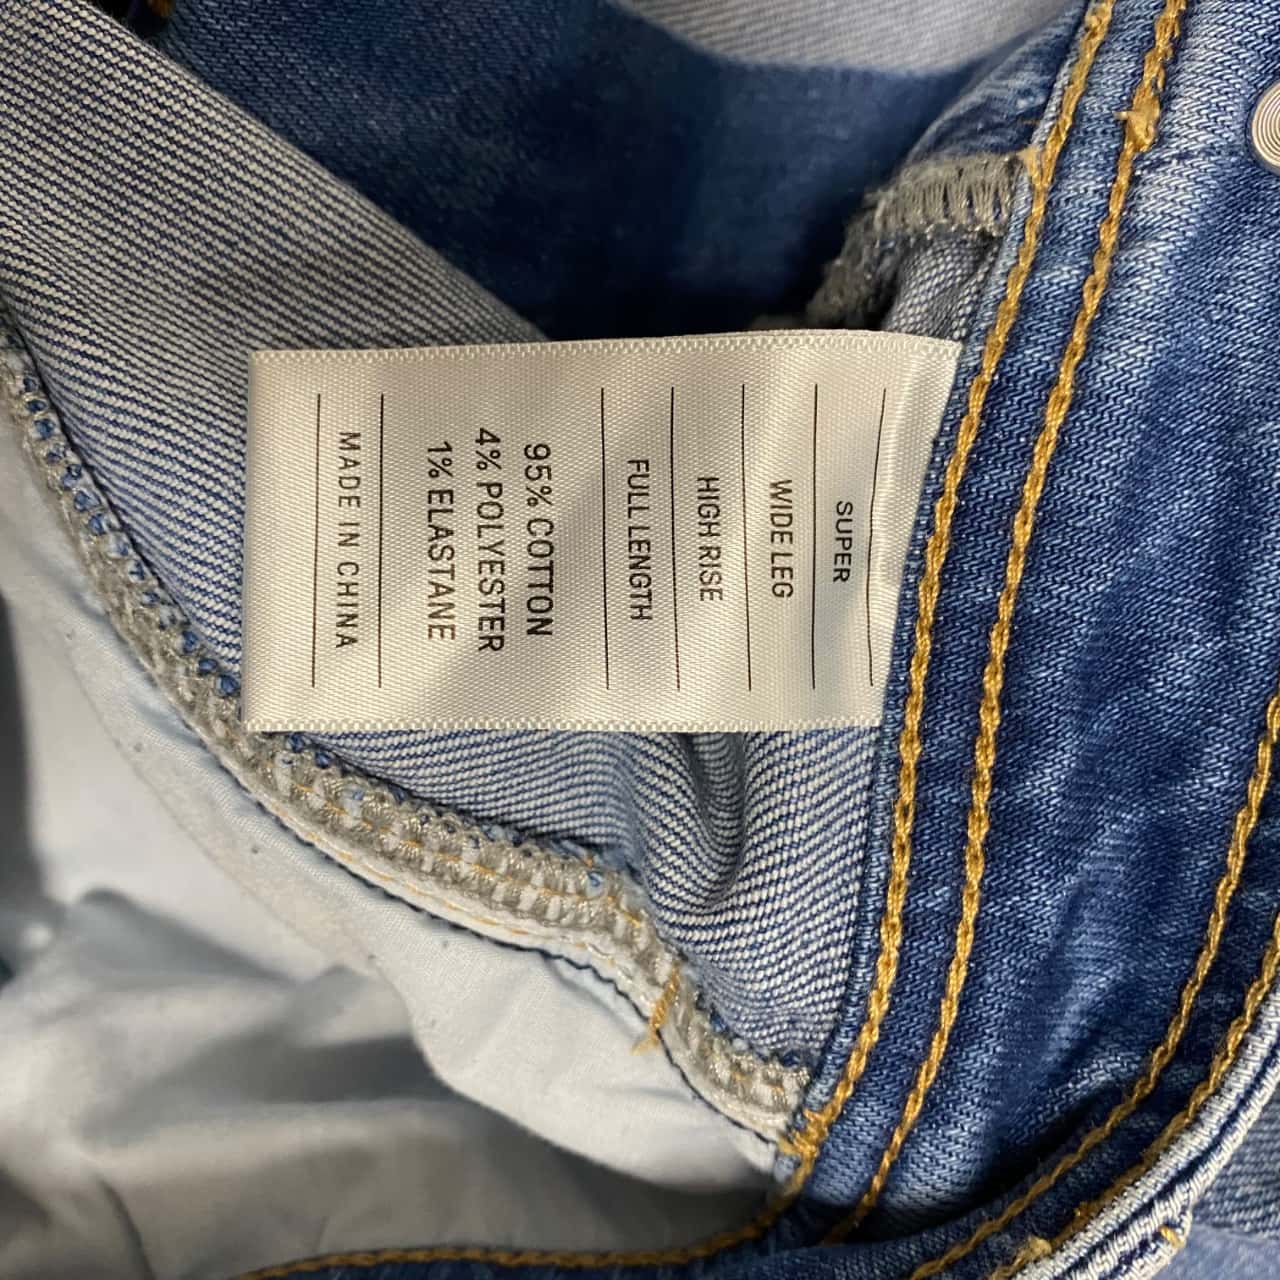 SUPER
WIDE LEG
HIGH RISE
FULL LENGTH
95% COTTON
4% POLYESTER
1% ELASTANE
MADE IN CHINA